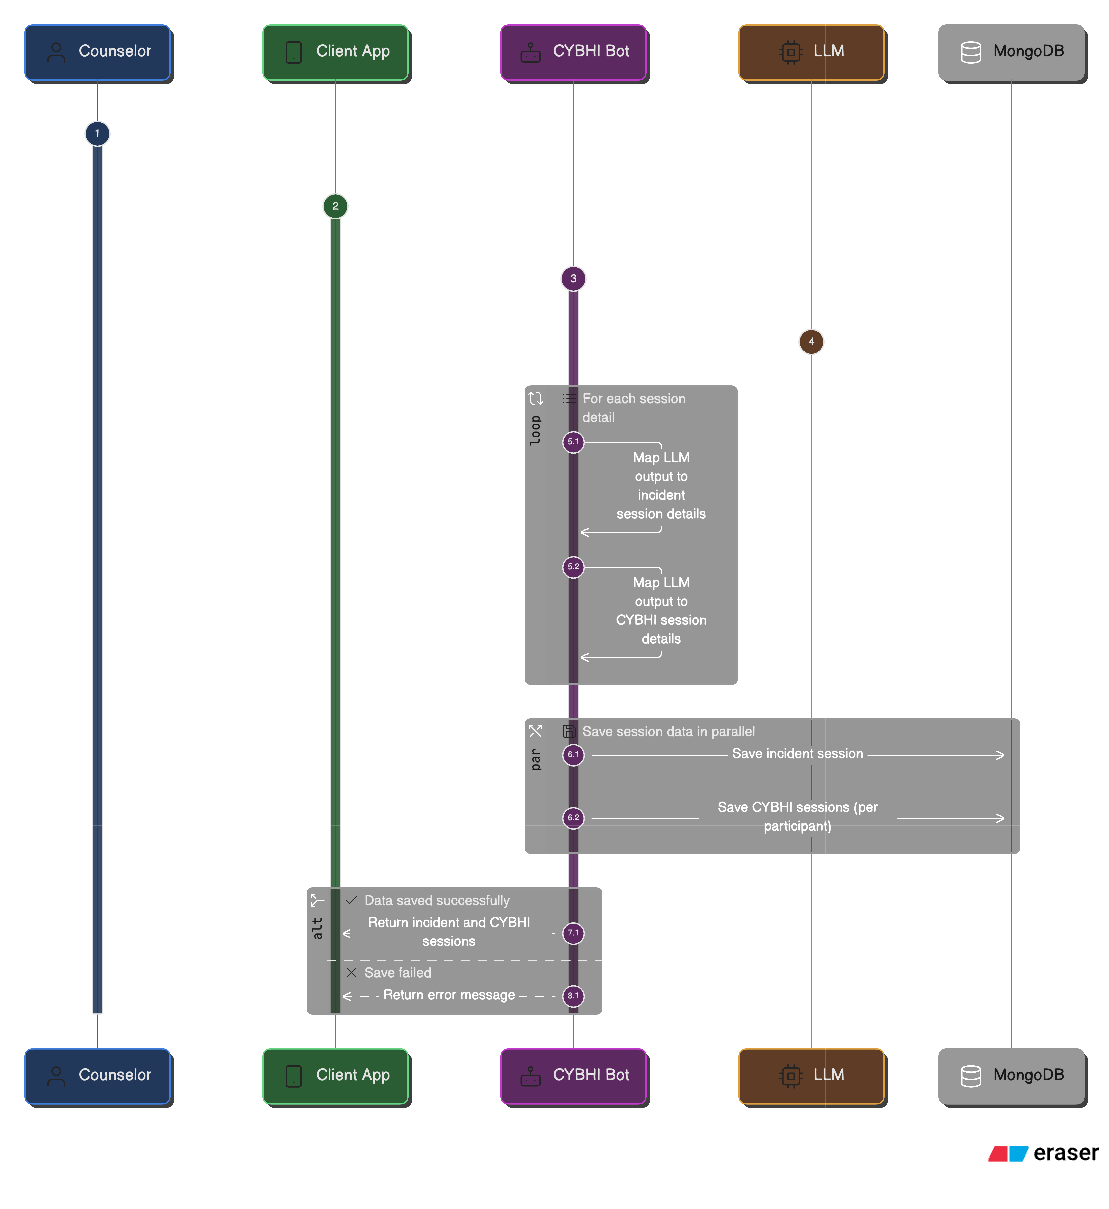 Counselor
Client App
CYBHI Bot
LLM
MongoDB
1
2
3
4
loop
For each session
detail
5.1
Map LLM
output to
incident
session details
5.2
Map LLM
output to
CYBHI session
details
par
Save session data in parallel
6.1
Save incident session
6.2
Save CYBHI sessions (per
participant)
alt
Data saved successfully
Return incident and CYBHI
sessions
7.1
Save failed
Return error message
8.1
Counselor
Client App
CYBHI Bot
LLM
MongoDB
eraser